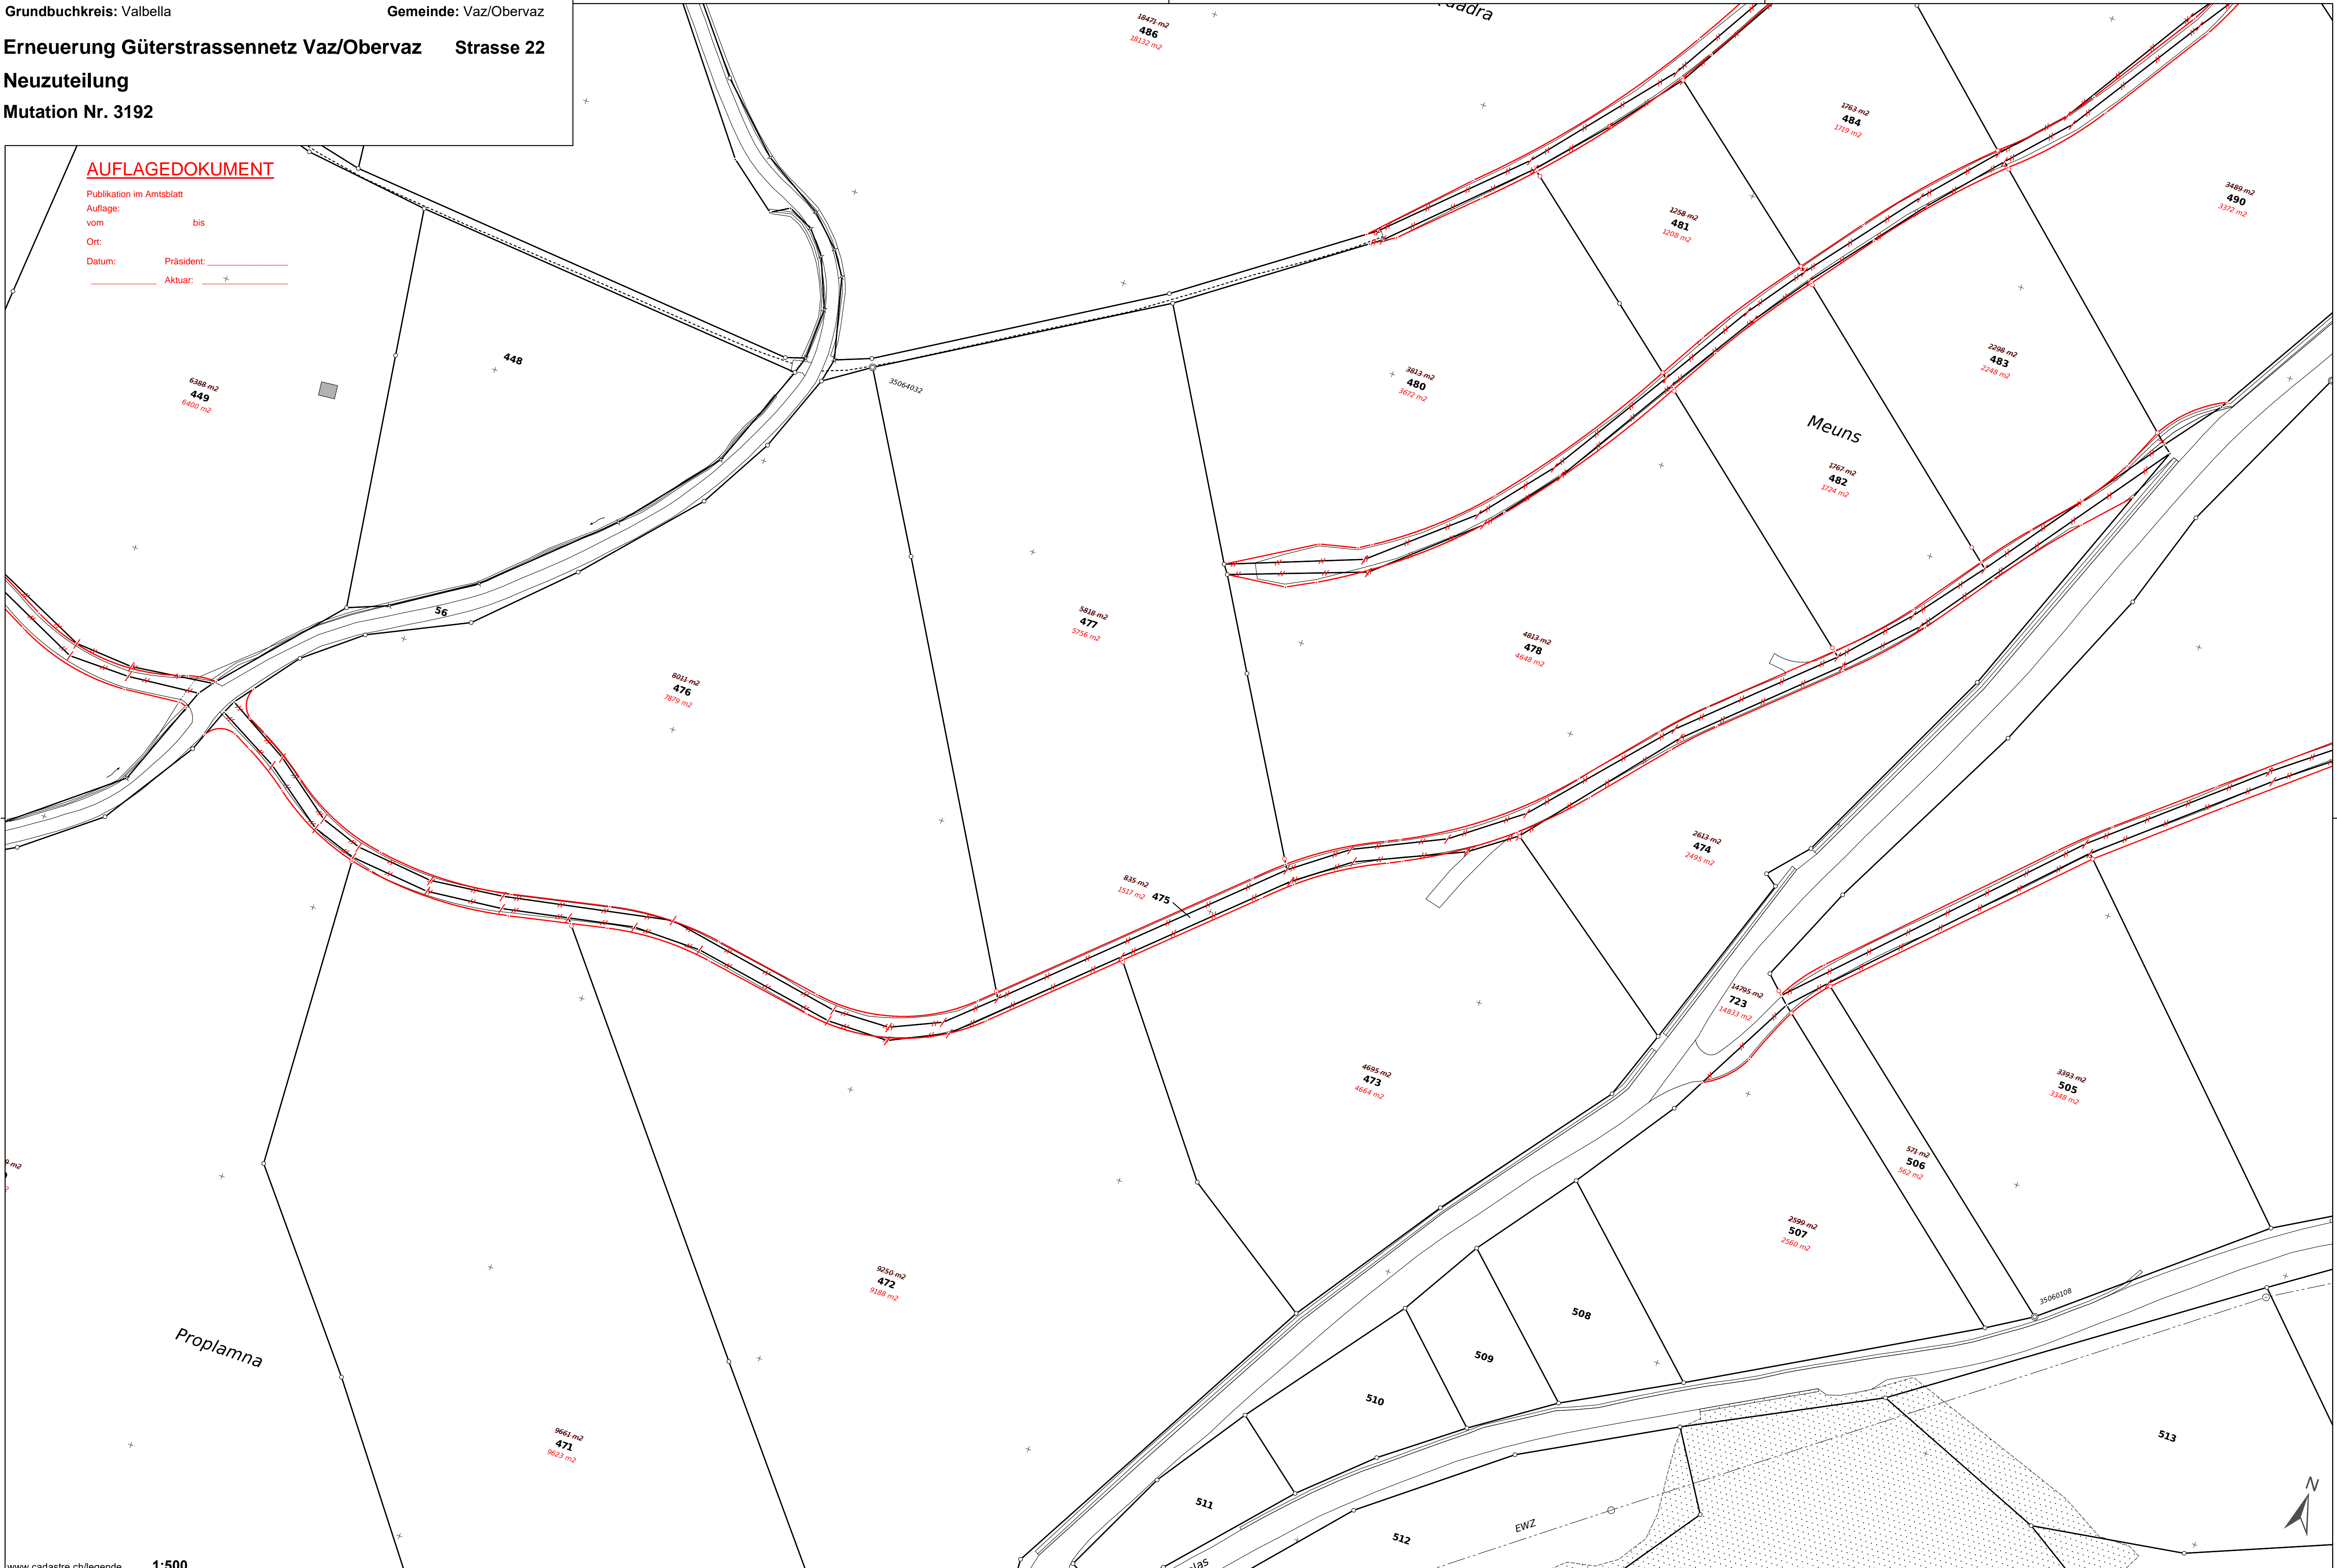 Grundbuchkreis: Valbella Gemeinde: Vaz/Obervaz
Erneuerung Güterstrassennetz Vaz/Obervaz Strasse 22
Neuzuteilung
Mutation Nr. 3192
AUFLAGEDOKUMENT
Publikation im Amtsblatt
Auflage:
vom bis
Ort:
Datum: Präsident:
Aktuar:
18471 m2
486
18132 m2
1763 m2
484
1719 m2
3489 m2
490
3372 m2
1258 m2
481
1208 m2
448
6388 m2
449
6400 m2
35064032
3813 m2
480
3672 m2
2298 m2
483
2248 m2
Meuns
1767 m2
482
1724 m2
56
5818 m2
477
5756 m2
4813 m2
478
4648 m2
8011 m2
476
7879 m2
2613 m2
474
2495 m2
835 m2
1517 m2 475
14795 m2
723
14833 m2
4695 m2
473
4664 m2
3393 m2
505
3348 m2
571 m2
506
562 m2
2599 m2
507
2560 m2
9250 m2
472
9188 m2
35060108
508
Proplamna
509
510
9661 m2
471
9623 m2
513
511
512
EWZ
N
www.cadastre.ch/legende 1:500